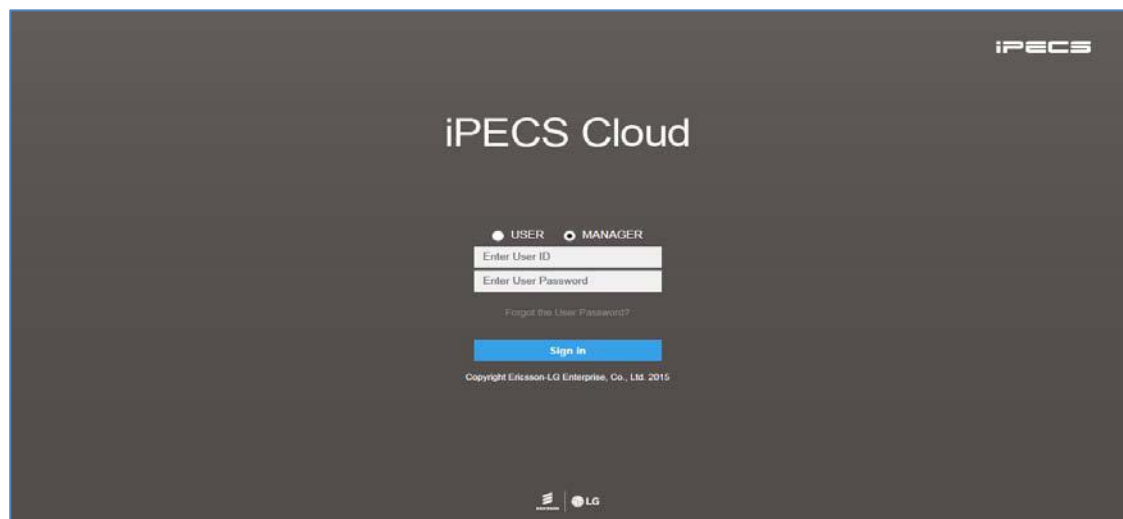 iPECS
iPECS Cloud
USER MANAGER
Enter User ID
Enter User Password
Forgot the User Password?
Sign in
Copyright Ericsson-LG Enterprise, Co., Ltd. 2015
LG